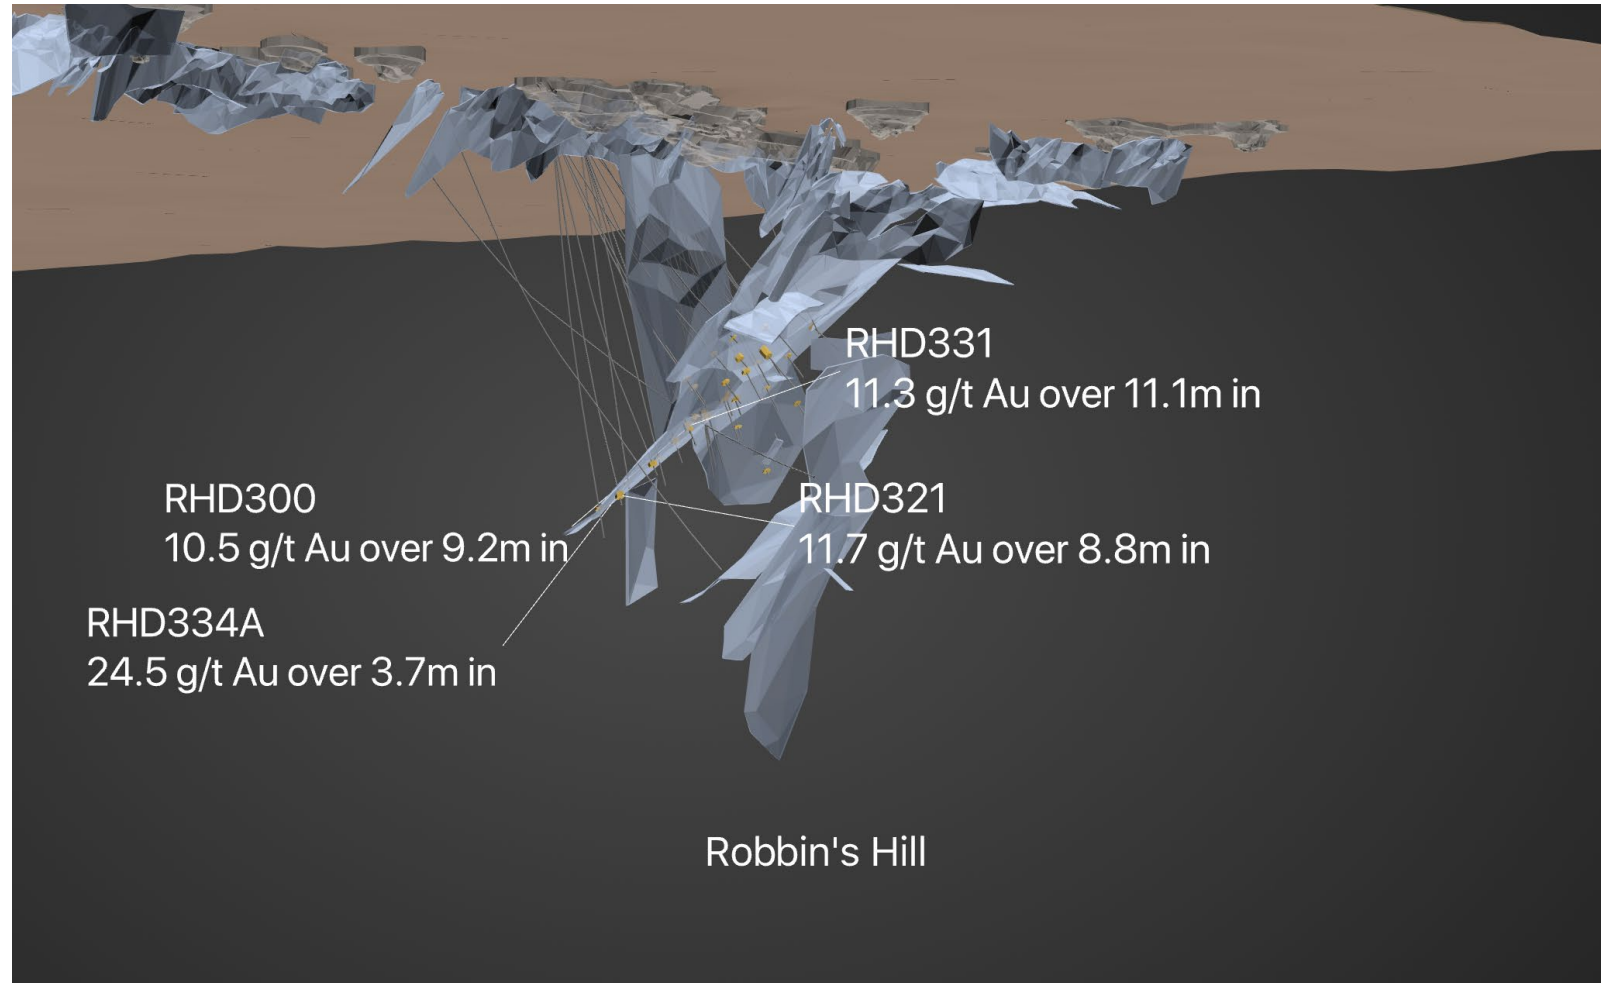 RHD331
11.3 g/t Au over 11.1m in
RHD300
10.5 g/t Au over 9.2m in
RHD321
11.7 g/t Au over 8.8m in
RHD334A
24.5 g/t Au over 3.7m in
Robbin's Hill